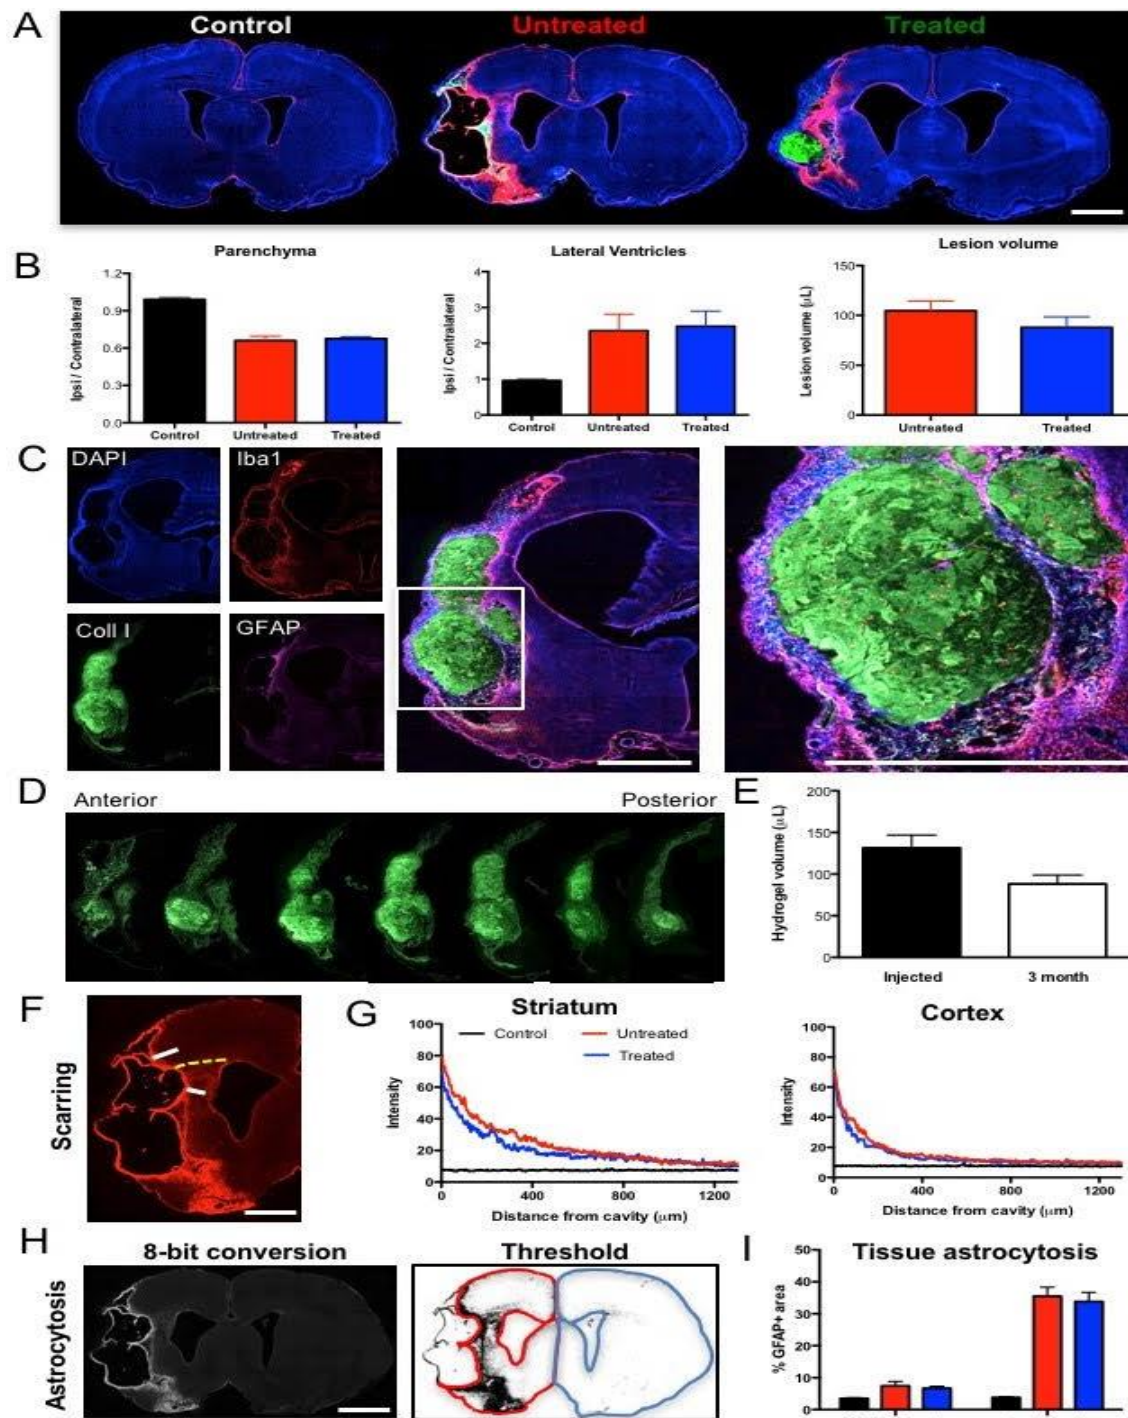 A
Control Untreated Treated
B
Parenchyma
Ipsi / Contralateral
1.2
0.9
0.6
0.3
0.0
Control Untreated Treated
Lateral Ventricles
Ipsi / Contralateral
4
3
2
1
0
Control Untreated Treated
Lesion volume
Lesion volume (μL)
150
100
50
0
Untreated Treated
C
DAPI Iba1
Coll I GFAP
D
Anterior Posterior
E
Hydrogel volume (μL)
200
150
100
50
0
Injected 3 month
F
Scarring
G
Striatum
Control Untreated
Treated
Intensity
100
80
60
40
20
0
0 400 800 1200
Distance from cavity (μm)
Cortex
Intensity
100
80
60
40
20
0
0 400 800 1200
Distance from cavity (μm)
H
Astrocytosis
8-bit conversion Threshold
I
Tissue astrocytosis
% GFAP+ area
50
40
30
20
10
0